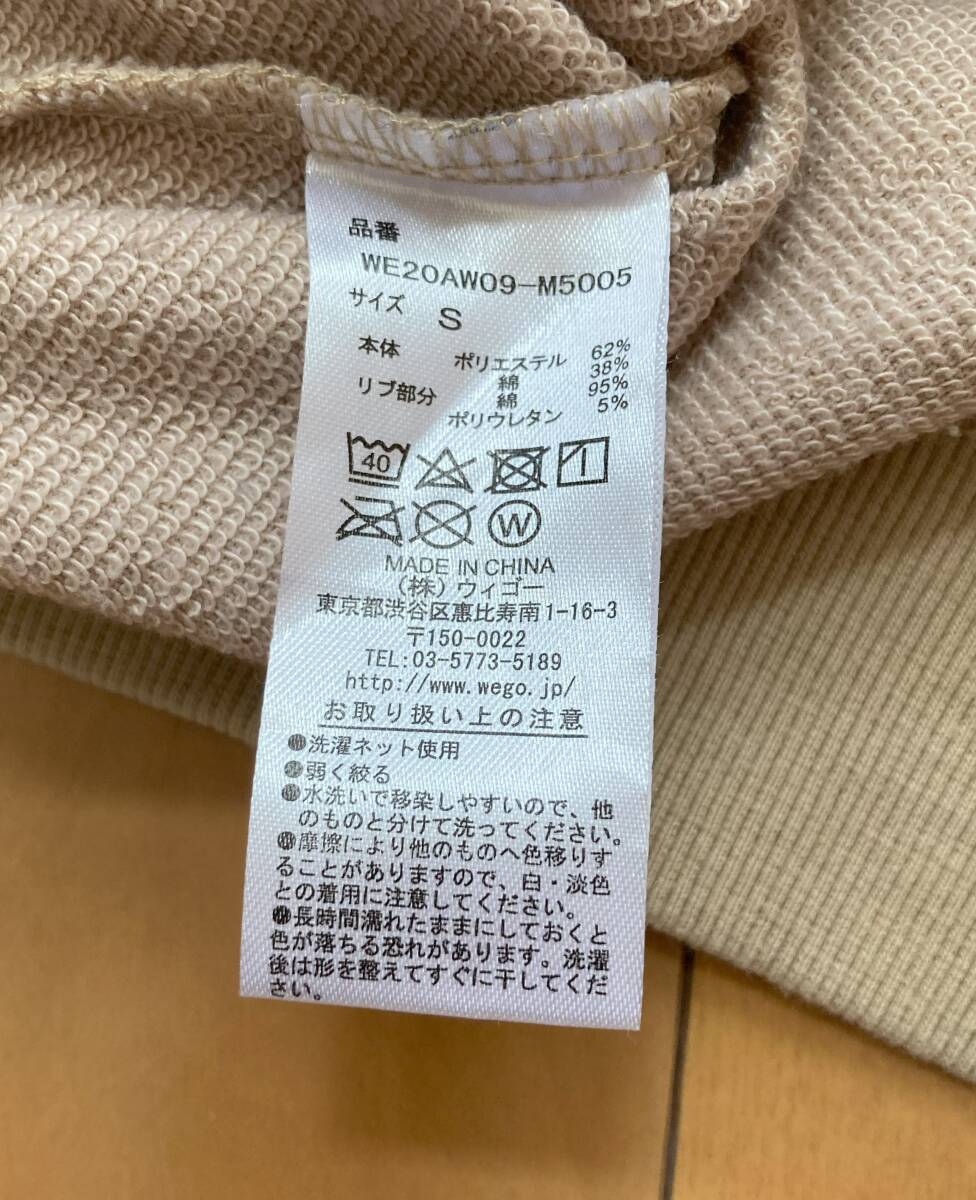 品番
WE20AW09-M5005
サイズ S
本体 ポリエステル 62%
綿 38%
リブ部分 綿 95%
ポリウレタン 5%
40
W
MADE IN CHINA
(株)ウィゴー
東京都渋谷区恵比寿南1-16-3
〒150-0022
TEL:03-5773-5189
http://www.wego.jp/
お取り扱い上の注意
●洗濯ネット使用
●弱く絞る
●水洗いで移染しやすいので、他
のものと分けて洗ってください。
●摩擦により他のものへ色移りす
ることがありますので、白・淡色
との着用に注意してください。
●長時間濡れたままにしておくと
色が落ちる恐れがあります。洗濯
後は形を整えてすぐに干してくだ
さい。